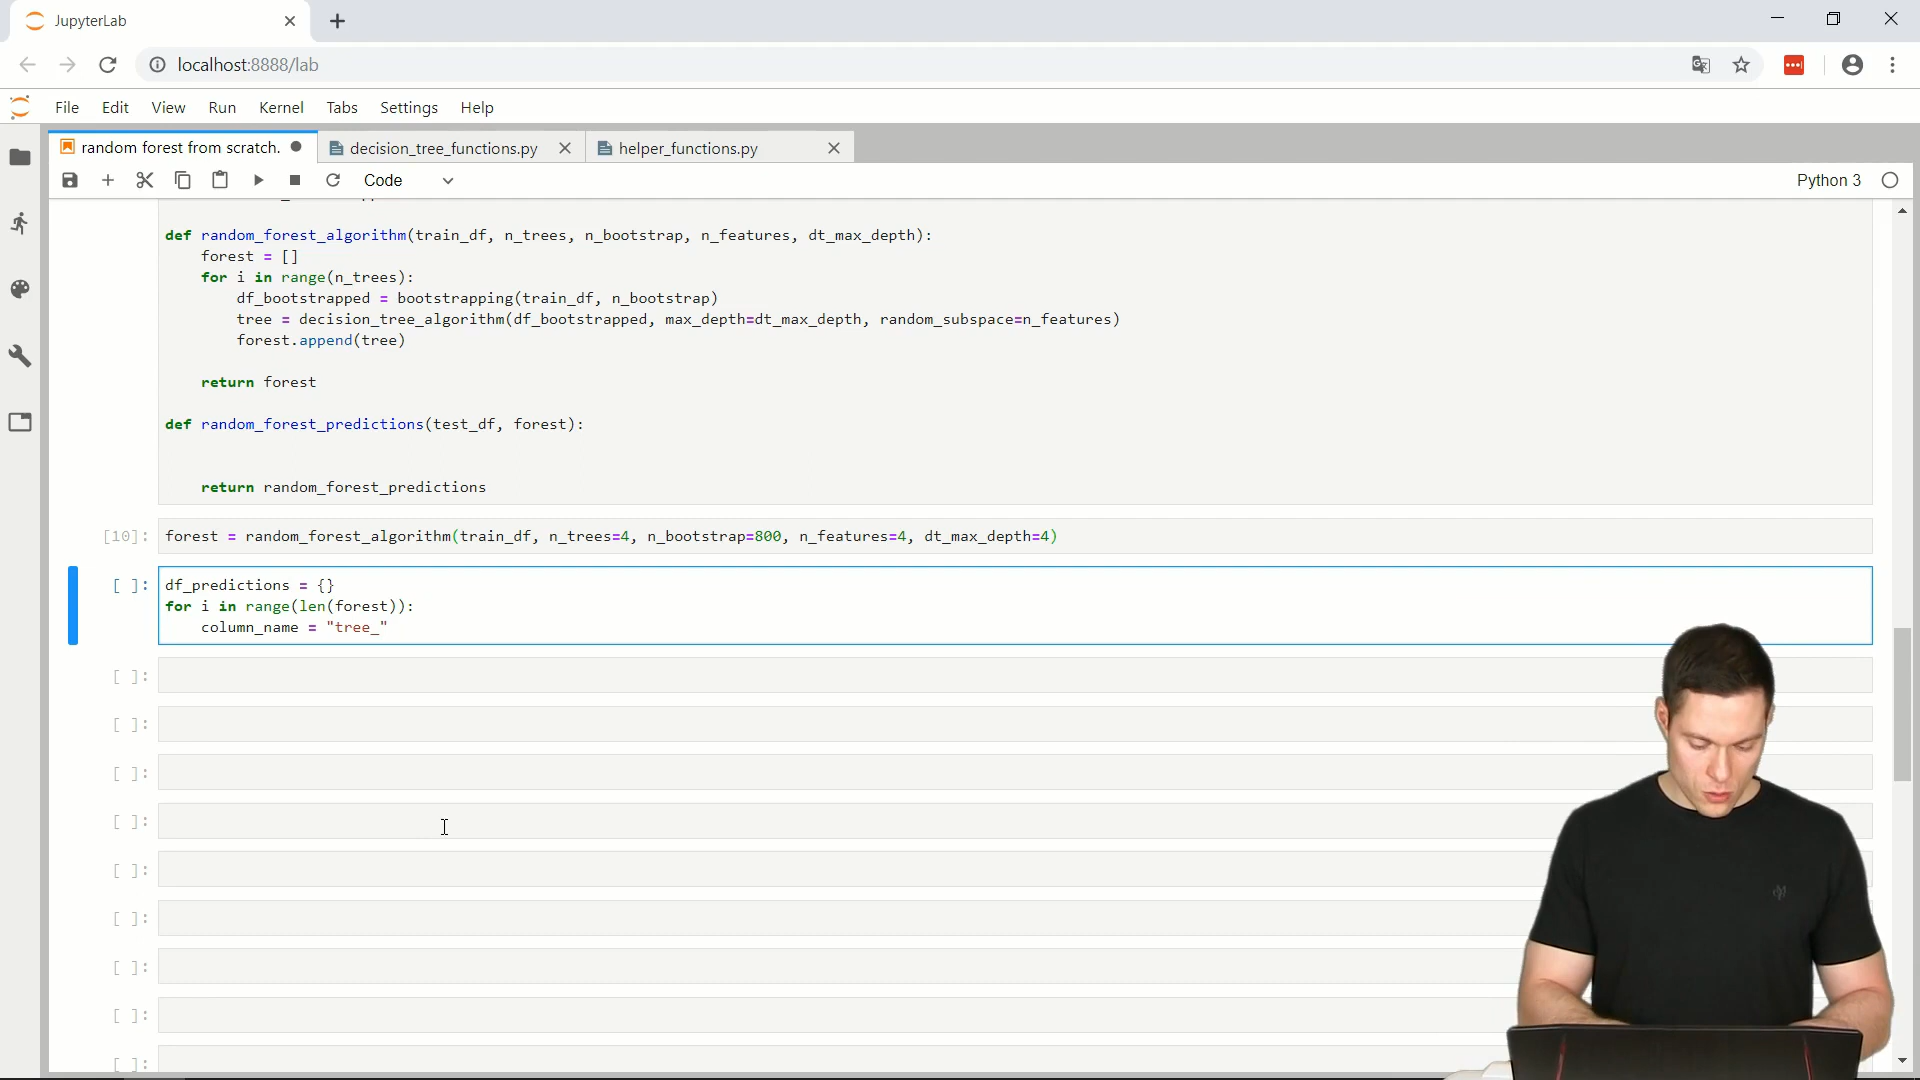 JupyterLab
localhost:8888/lab
File Edit View Run Kernel Tabs Settings Help
random forest from scratch. decision_tree_functions.py helper_functions.py
Code Python 3
def random_forest_algorithm(train_df, n_trees, n_bootstrap, n_features, dt_max_depth):
forest = []
for i in range(n_trees):
df_bootstrapped = bootstrapping(train_df, n_bootstrap)
tree = decision_tree_algorithm(df_bootstrapped, max_depth=dt_max_depth, random_subspace=n_features)
forest.append(tree)
return forest
def random_forest_predictions(test_df, forest):
return random_forest_predictions
[10]: forest = random_forest_algorithm(train_df, n_trees=4, n_bootstrap=800, n_features=4, dt_max_depth=4)
[ ]: df_predictions = {}
for i in range(len(forest)):
column_name = "tree_"
[ ]:
[ ]:
[ ]:
[ ]:
[ ]:
[ ]:
[ ]:
[ ]:
[ ]: